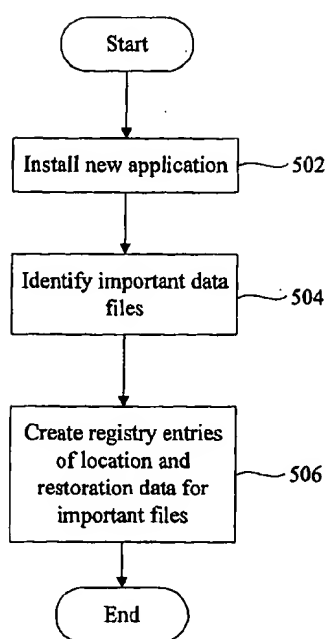 Start
Install new application
502
Identify important data
files
504
Create registry entries
of location and
restoration data for
important files
506
End